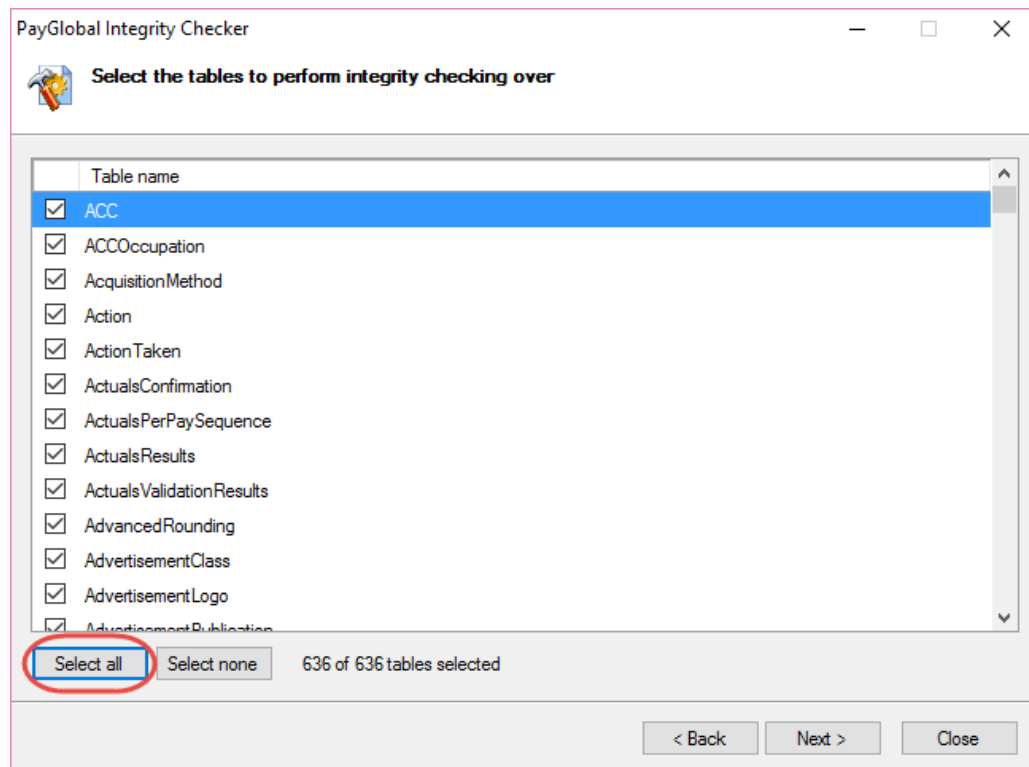 PayGlobal Integrity Checker
Select the tables to perform integrity checking over
Table name
ACC
ACCOccupation
AcquisitionMethod
Action
ActionTaken
ActualsConfirmation
ActualsPerPaySequence
ActualsResults
ActualsValidationResults
AdvancedRounding
AdvertisementClass
AdvertisementLogo
AdvertisementPublication
Select all Select none 636 of 636 tables selected
< Back Next > Close